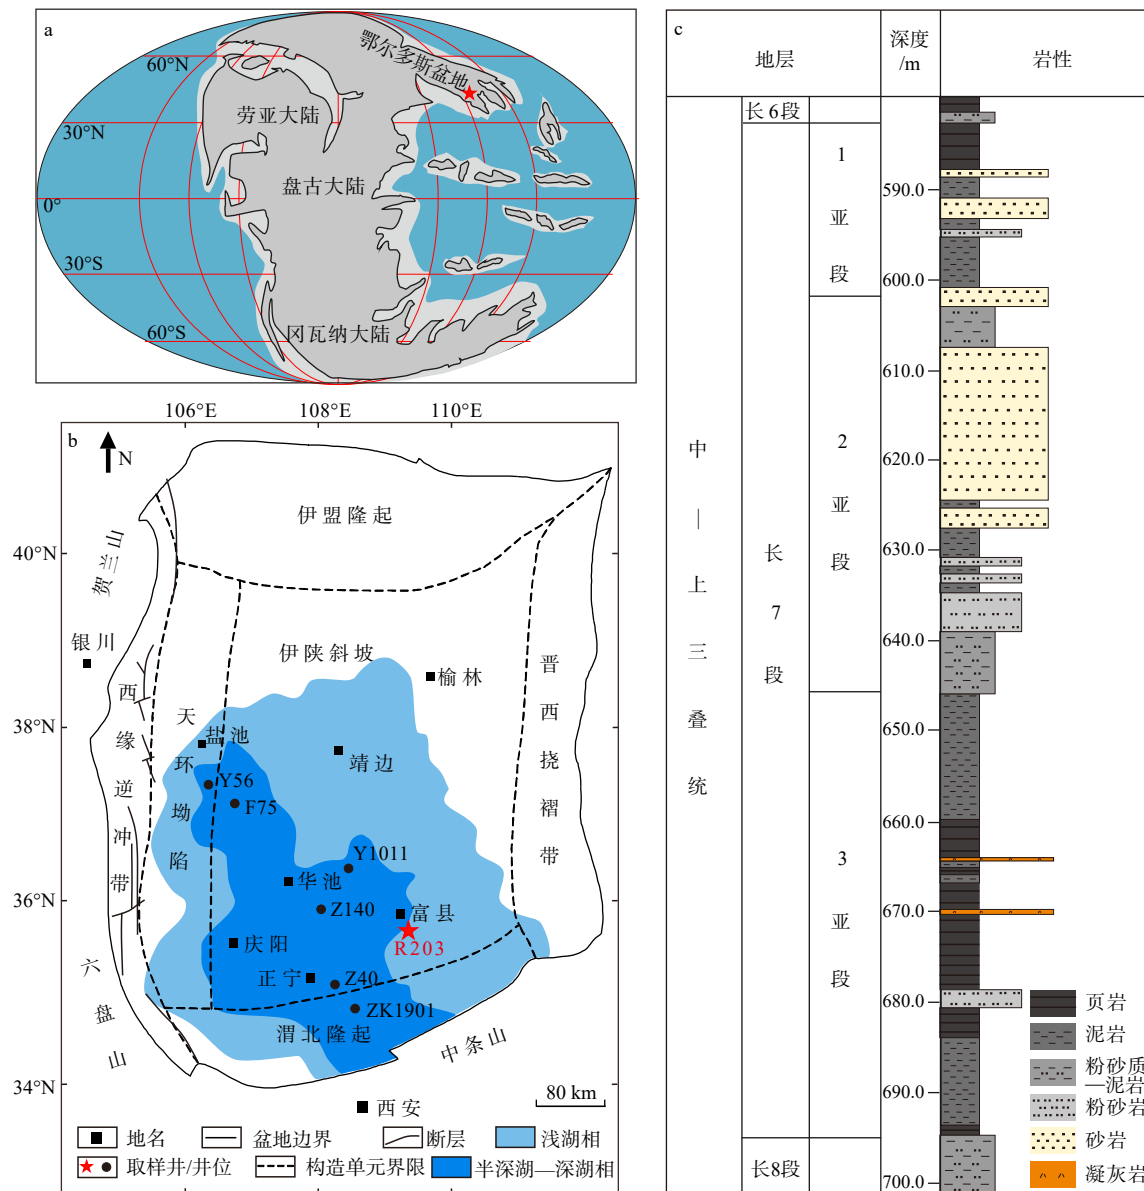 a
60°N
30°N
0°
30°S
60°S
鄂尔多斯盆地
劳亚大陆
盘古大陆
冈瓦纳大陆
106°E
108°E
110°E
b
N
40°N
38°N
36°N
34°N
伊盟隆起
贺兰山
银川
伊陕斜坡
榆林
西缘逆冲带
天环坳陷
晋西挠褶带
盐池
靖边
Y56
F75
Y1011
华池
Z140
富县
R203
庆阳
正宁
Z40
ZK1901
渭北隆起
中条山
六盘山
西安
80 km
地名
盆地边界
断层
浅湖相
取样井/井位
构造单元界限
半深湖—深湖相
c
地层
深度
/m
岩性
中—上三叠统
长6段
长7段
长8段
1亚段
2亚段
3亚段
590.0
600.0
610.0
620.0
630.0
640.0
650.0
660.0
670.0
680.0
690.0
700.0
页岩
泥岩
粉砂质
—泥岩
粉砂岩
砂岩
凝灰岩